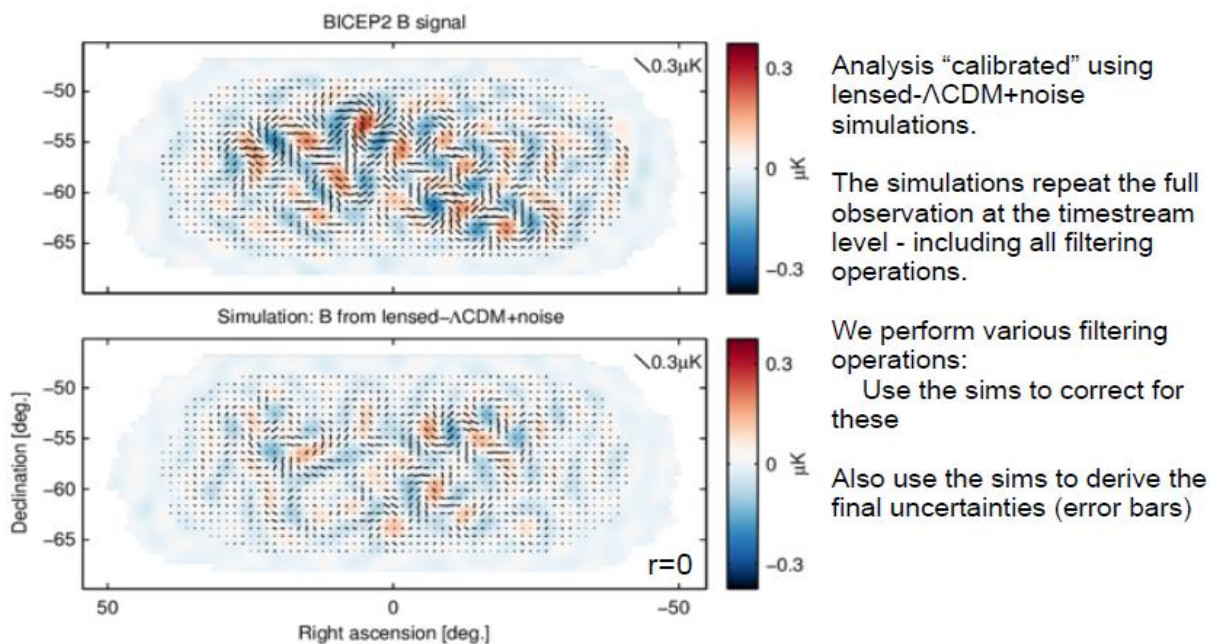 BICEP2 B signal
0.3μK
−50
−55
−60
−65
0.3
0
−0.3
μK
Simulation: B from lensed−ΛCDM+noise
0.3μK
−50
−55
−60
−65
r=0
0.3
0
−0.3
μK
50
0
−50
Declination [deg.]
Right ascension [deg.]
Analysis “calibrated” using
lensed-ΛCDM+noise
simulations.
The simulations repeat the full
observation at the timestream
level - including all filtering
operations.
We perform various filtering
operations:
Use the sims to correct for
these
Also use the sims to derive the
final uncertainties (error bars)